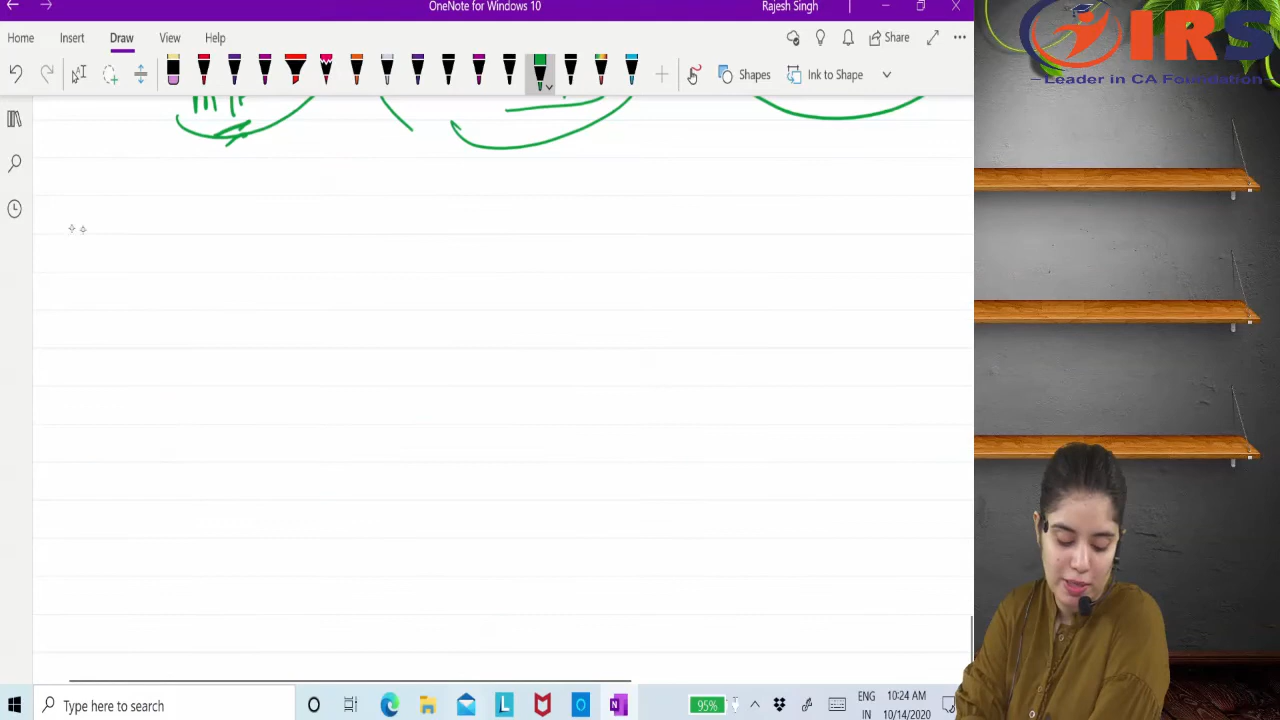 OneNote for Windows 10
Rajesh Singh
IRS
Leader in CA Foundation
Home
Insert
Draw
View
Help
Share
Shapes
Ink to Shape
Type here to search
95%
ENG
IN
10:24 AM
10/14/2020